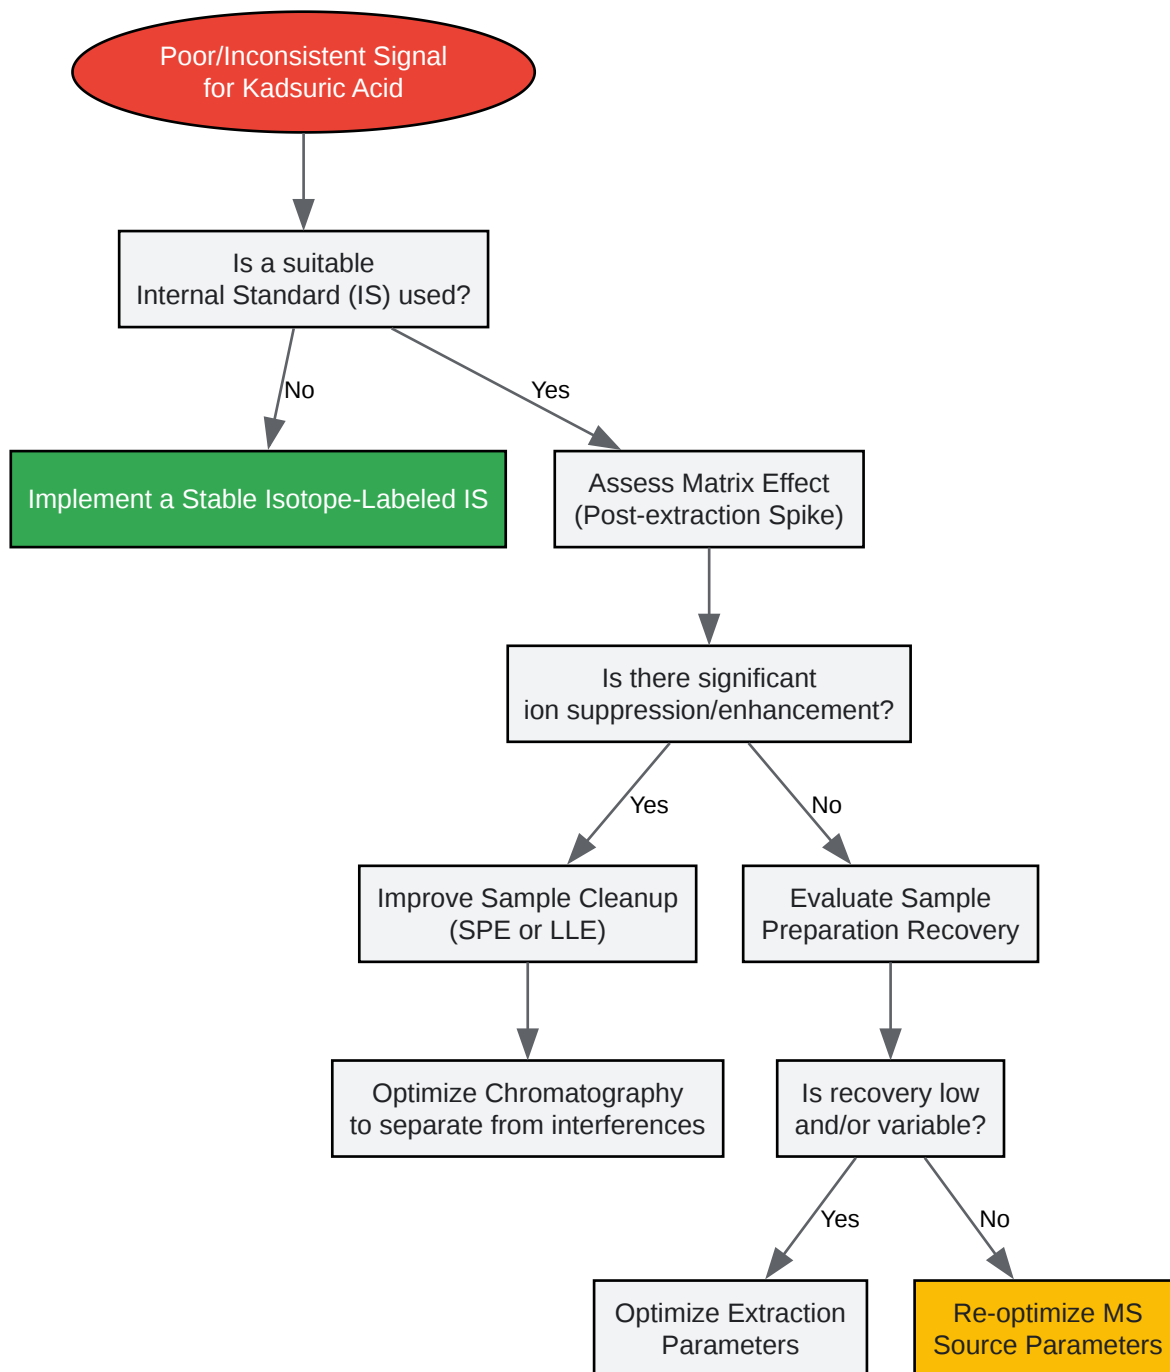 Poor/Inconsistent Signal
for Kadsuric Acid
Is a suitable
Internal Standard (IS) used?
No
Yes
Implement a Stable Isotope-Labeled IS
Assess Matrix Effect
(Post-extraction Spike)
Is there significant
ion suppression/enhancement?
Yes
No
Improve Sample Cleanup
(SPE or LLE)
Evaluate Sample
Preparation Recovery
Optimize Chromatography
to separate from interferences
Is recovery low
and/or variable?
Yes
No
Optimize Extraction
Parameters
Re-optimize MS
Source Parameters